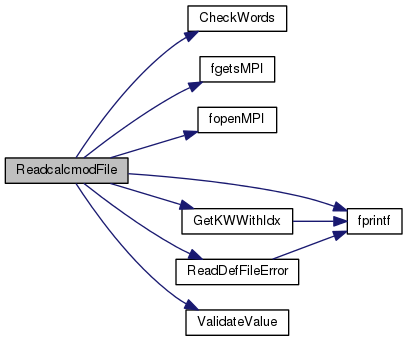 CheckWords
fgetsMPI
fopenMPI
ReadcalcmodFile
GetKWWithIdx
fprintf
ReadDefFileError
ValidateValue